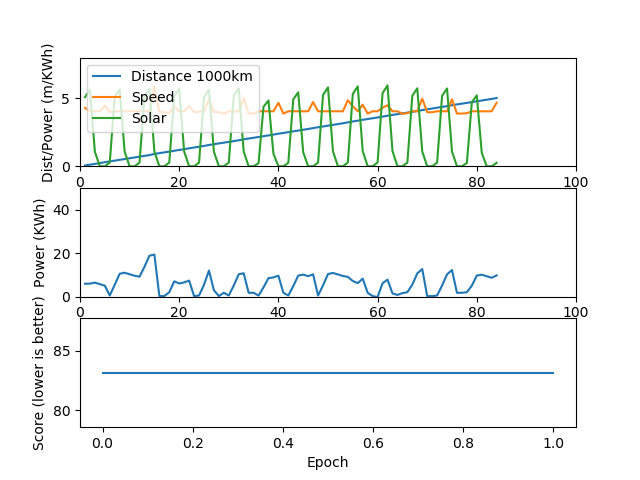 Dist/Power (m/KWh)
5
0
Distance 1000km
Speed
Solar
0 20 40 60 80 100
Power (KWh)
40
20
0
0 20 40 60 80 100
Score (lower is better)
85
80
0.0 0.2 0.4 0.6 0.8 1.0
Epoch